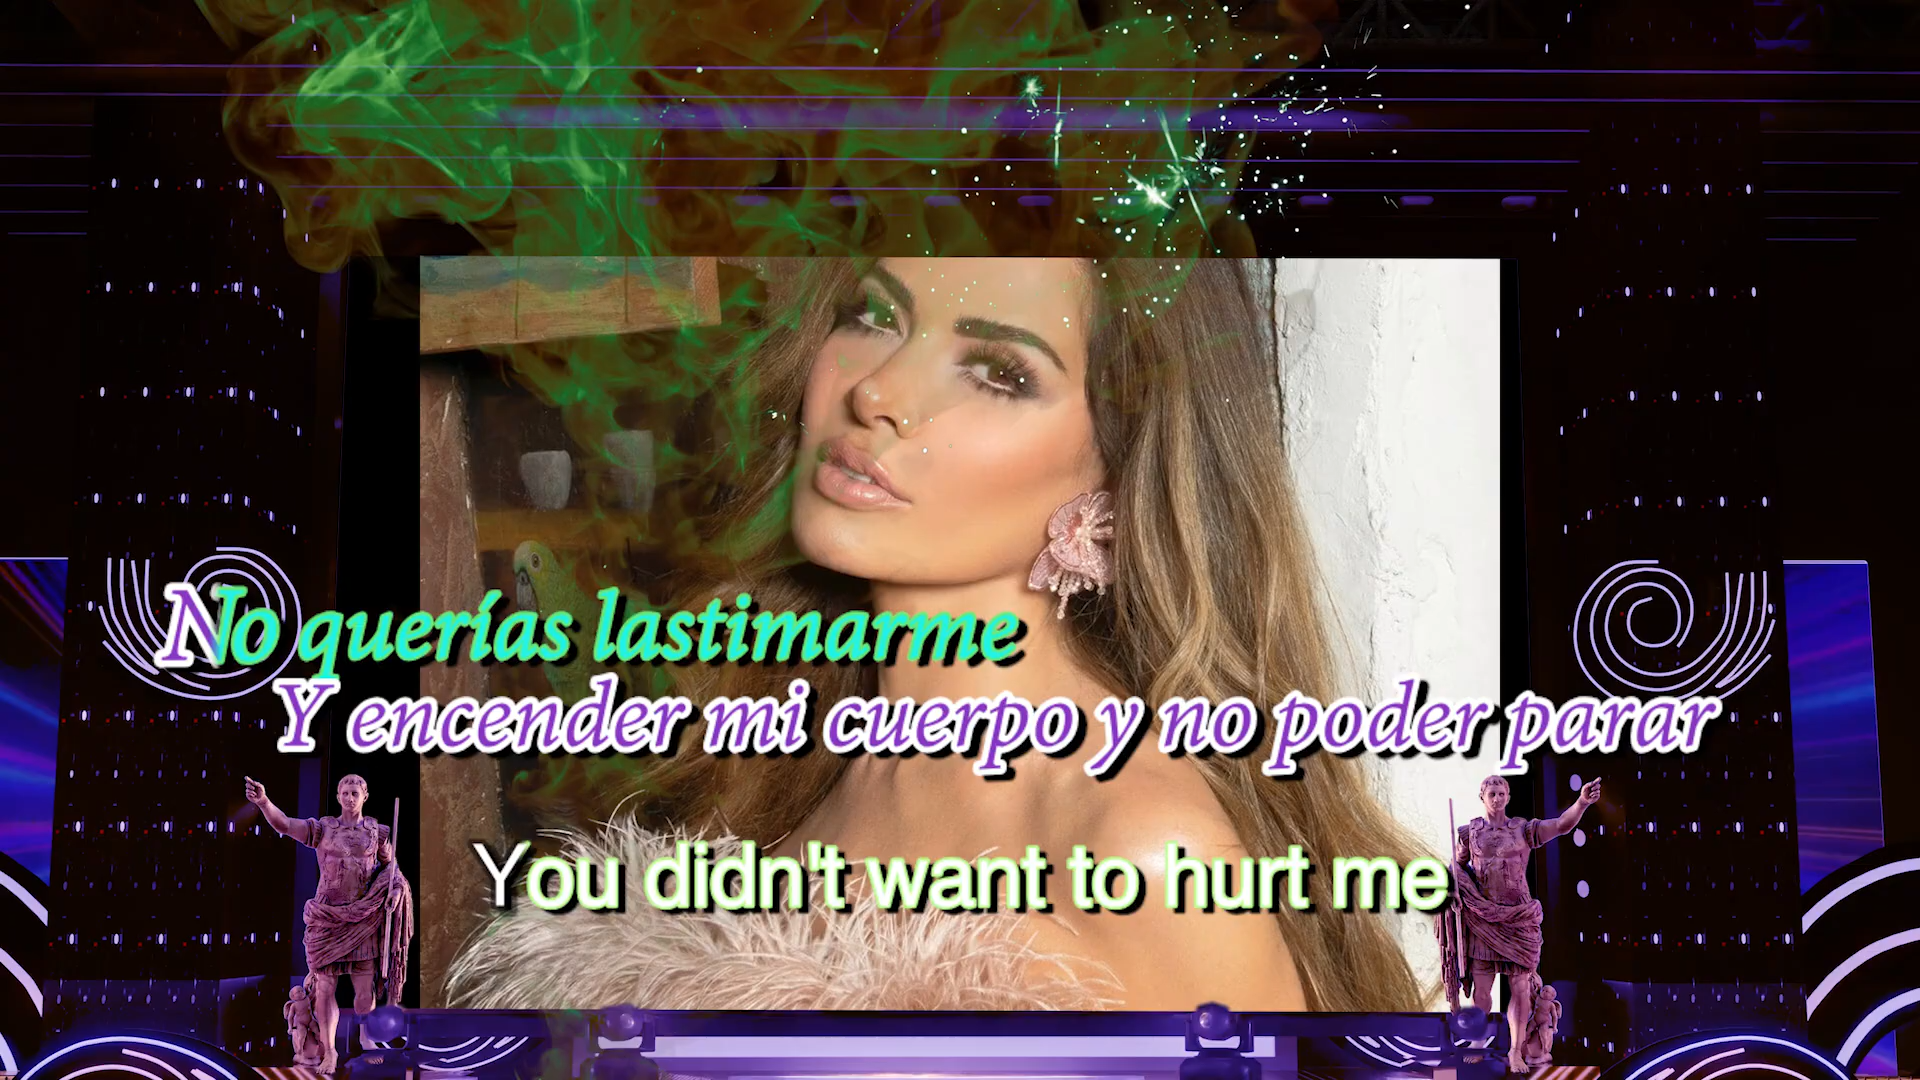 No querías lastimarme
Y encender mi cuerpo y no poder parar
You didn't want to hurt me